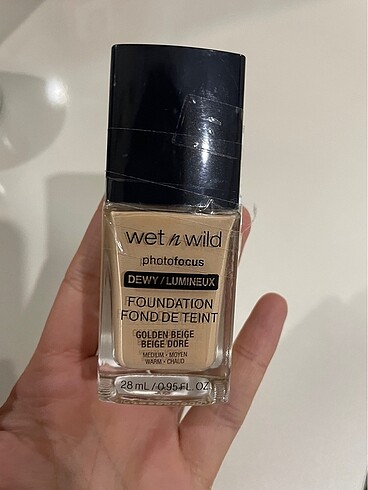 wet n wild
photofocus
DEWY/LUMINEUX
FOUNDATION
FOND DE TEINT
GOLDEN BEIGE
BEIGE DORÉ
MEDIUM • MOYEN
WARM • CHAUD
28 mL / 0.95 FL. OZ.